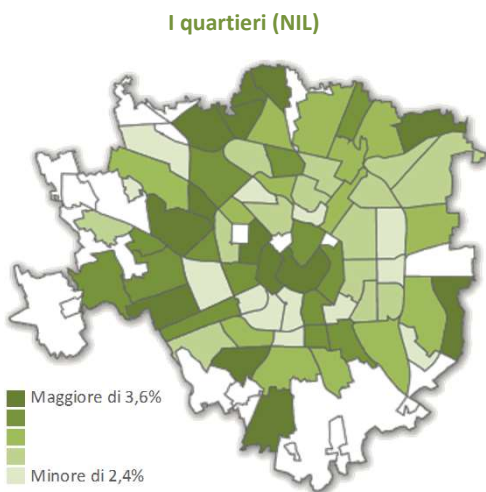 I quartieri (NIL)
Maggiore di 3,6%
Minore di 2,4%